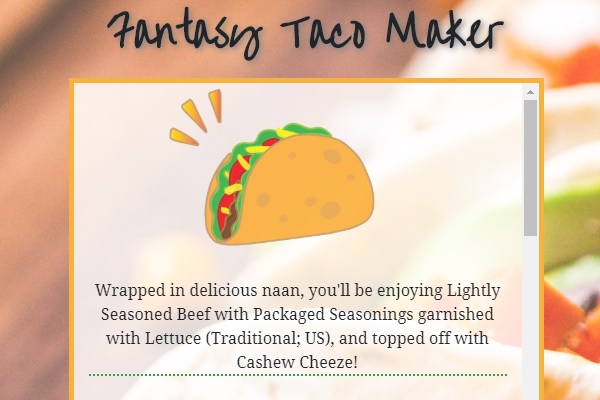 Fantasy Taco Maker
Wrapped in delicious naan, you'll be enjoying Lightly
Seasoned Beef with Packaged Seasonings garnished
with Lettuce (Traditional; US), and topped off with
Cashew Cheeze!